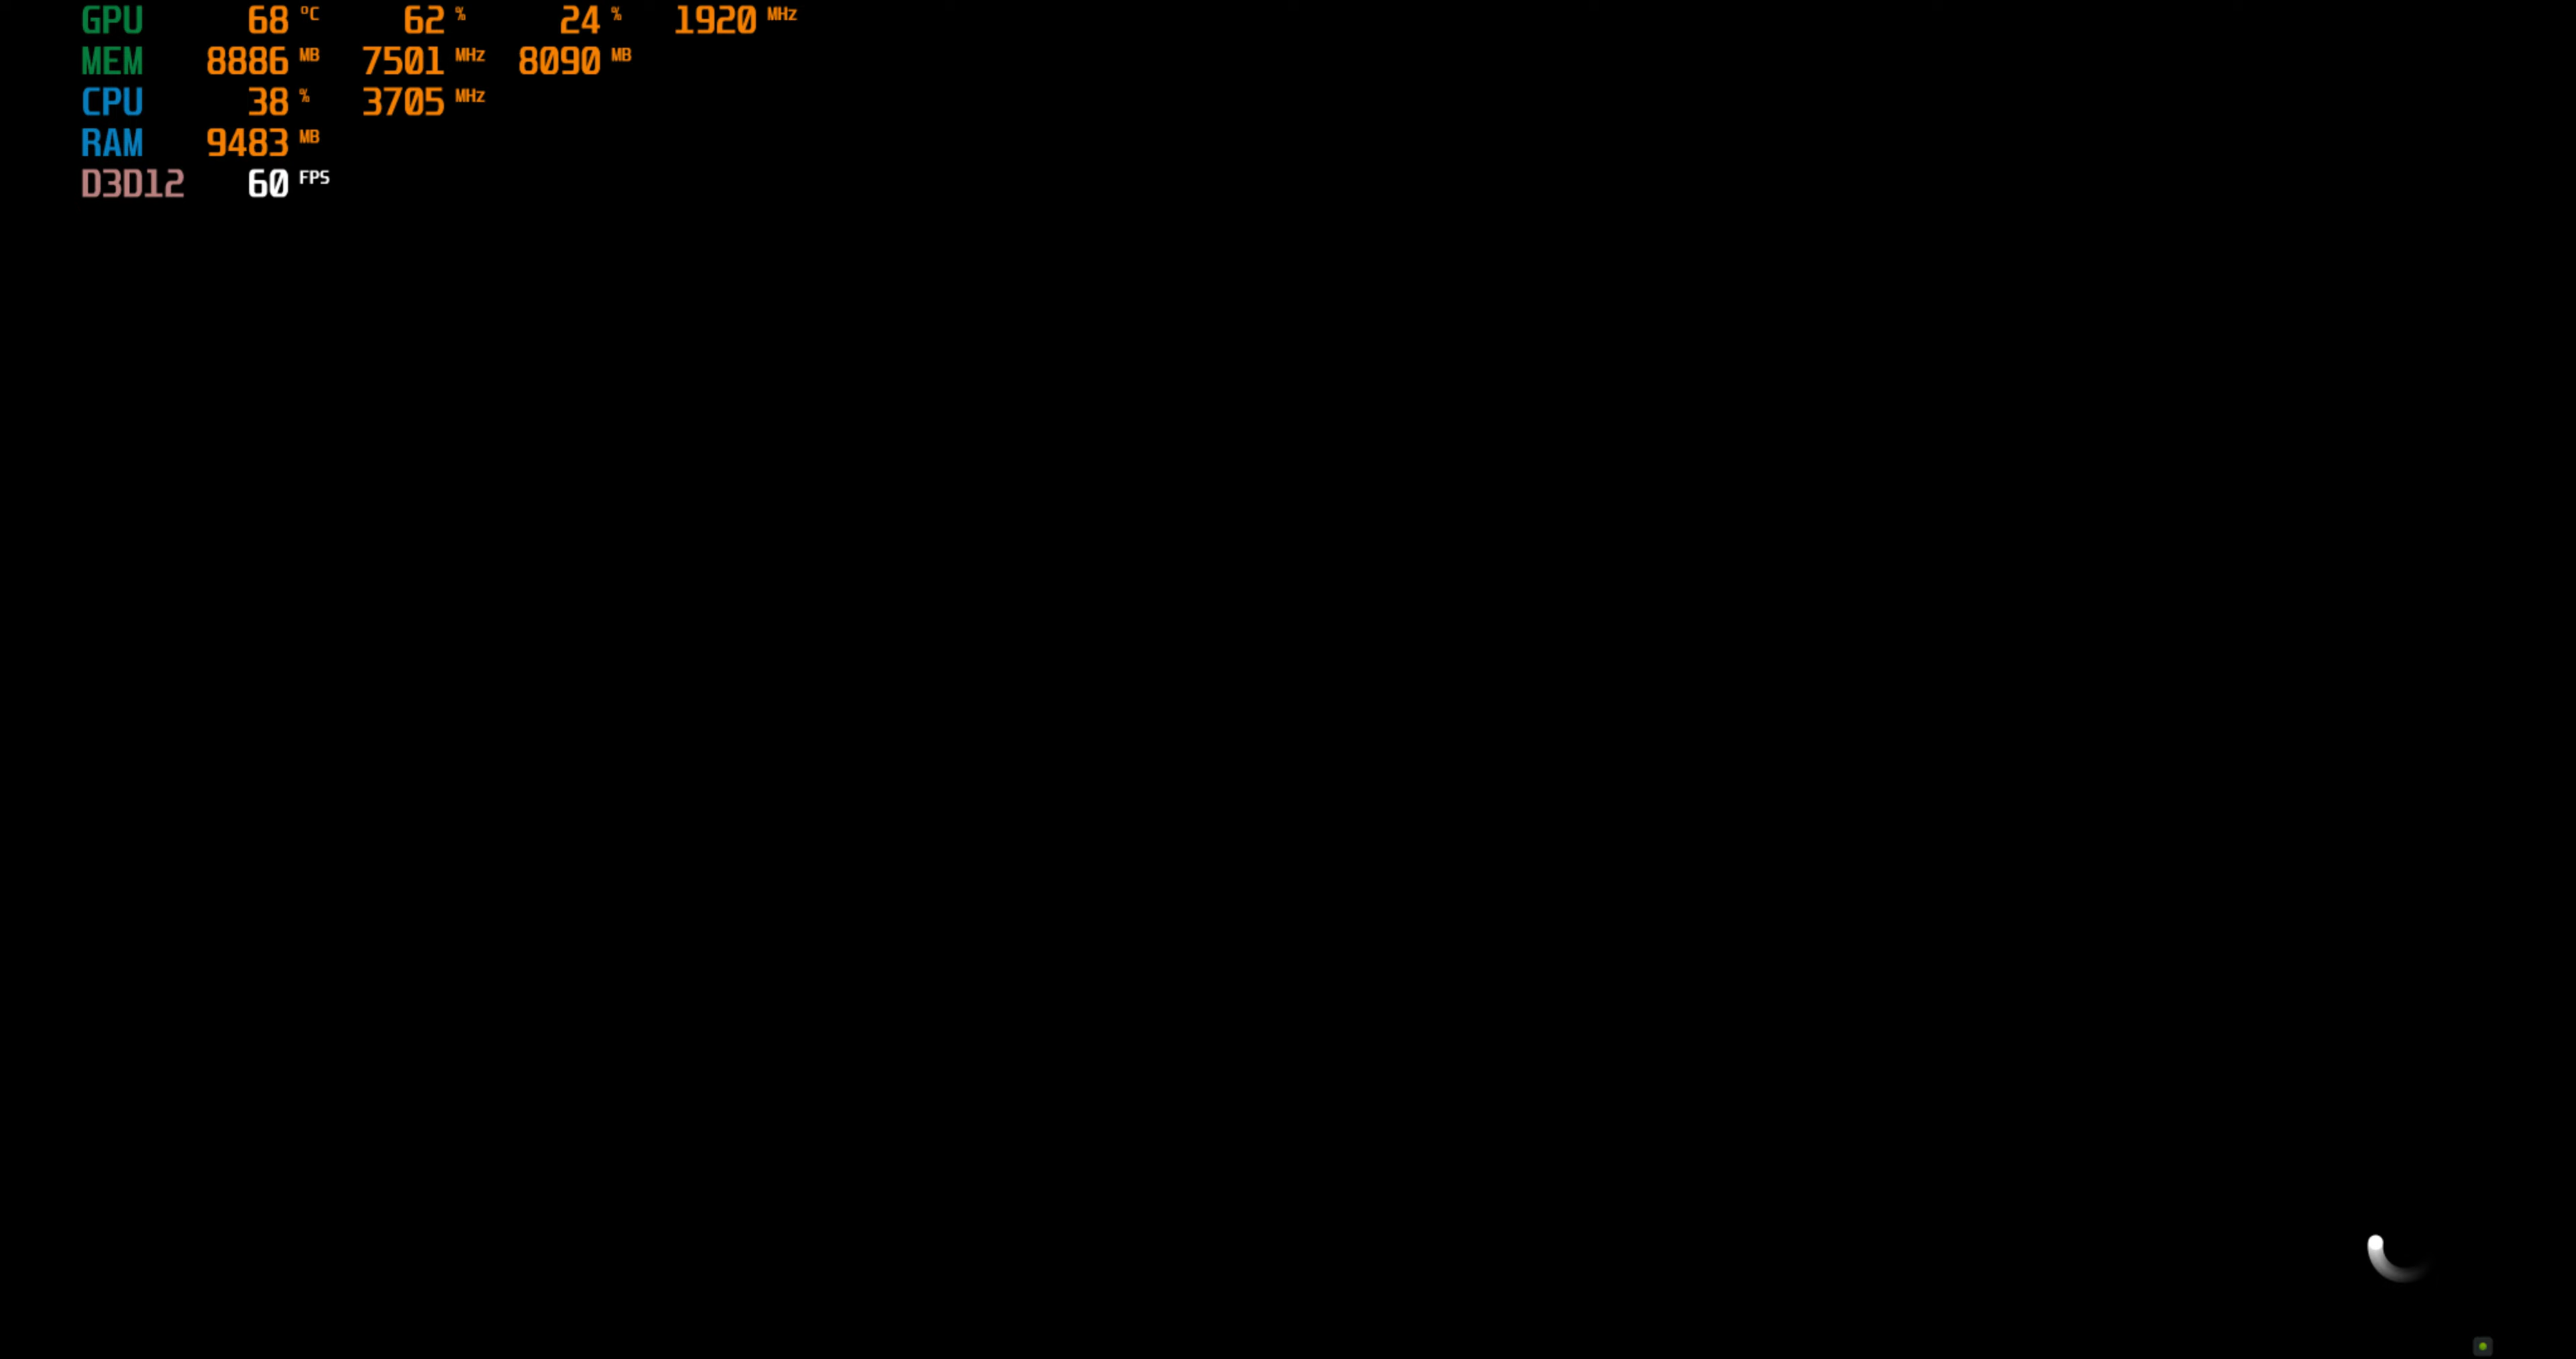 GPU 68 °C 62 % 24 % 1920 MHz
MEM 8886 MB 7501 MHz 8090 MB
CPU 38 % 3705 MHz
RAM 9483 MB
D3D12 60 FPS